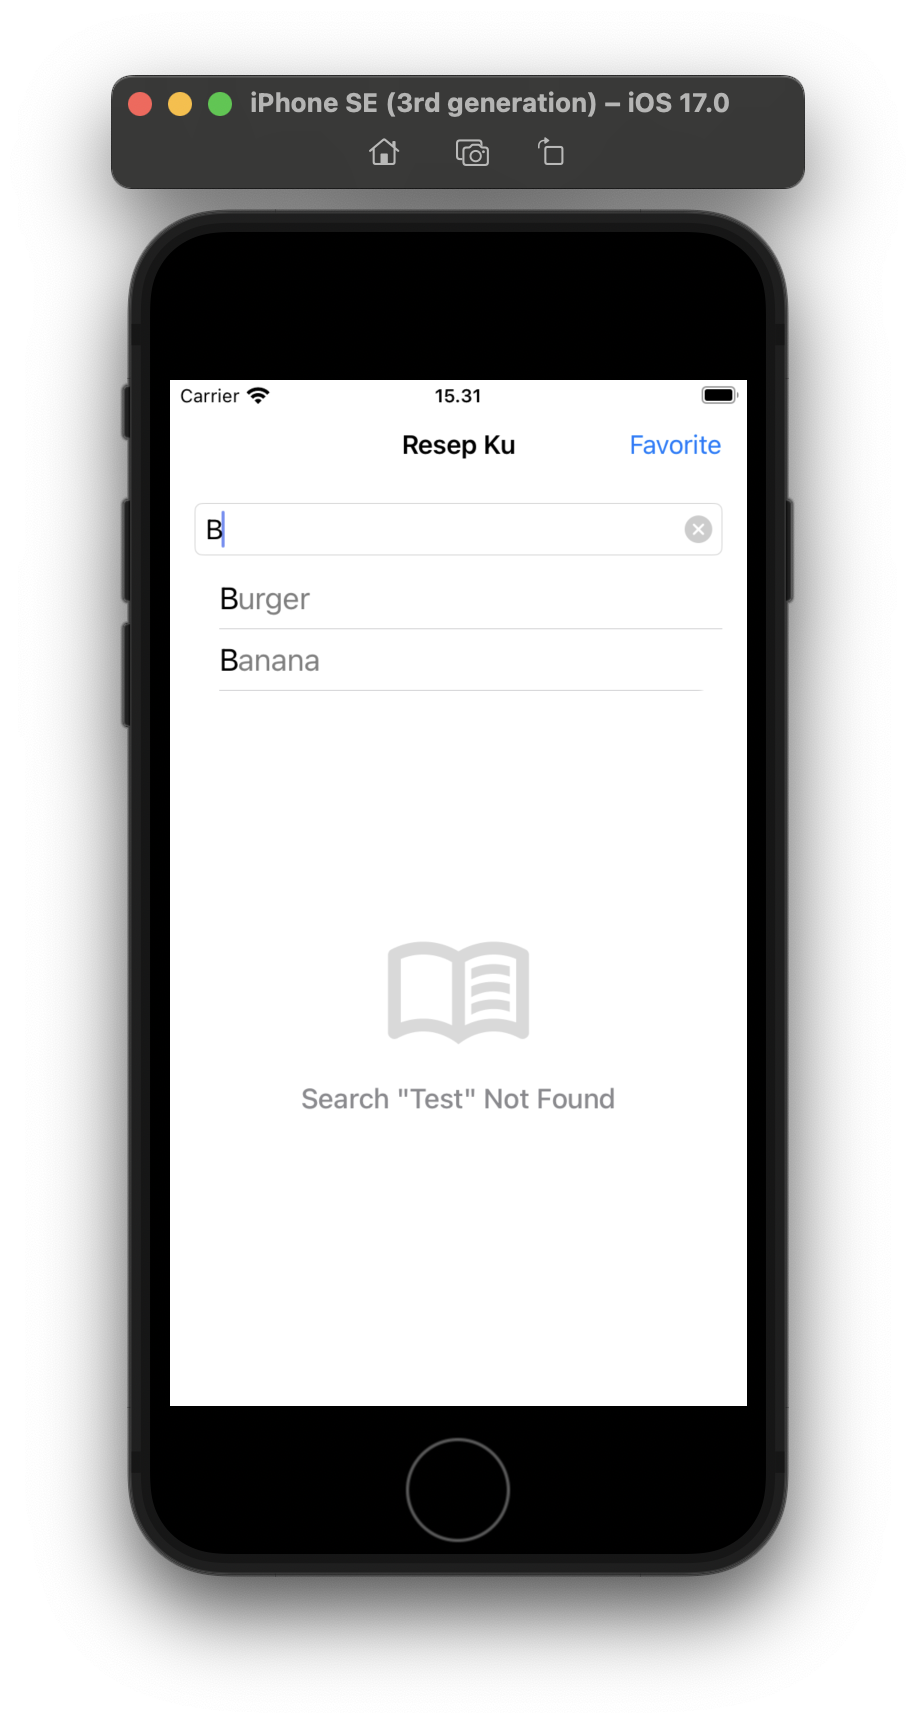 iPhone SE (3rd generation) – iOS 17.0
Carrier 15.31
Resep Ku Favorite
B
Burger
Banana
Search "Test" Not Found